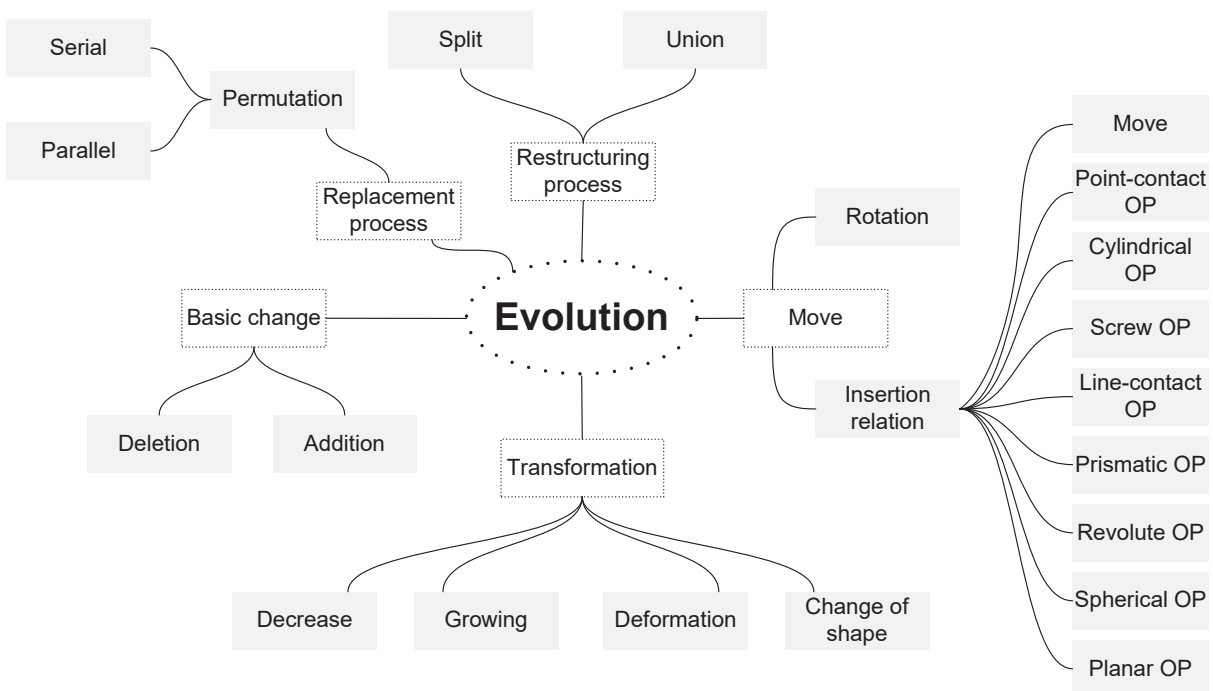 Serial
Parallel
Permutation
Replacement
process
Split
Union
Restructuring
process
Evolution
Basic change
Deletion
Addition
Transformation
Decrease
Growing
Deformation
Change of
shape
Move
Rotation
Insertion
relation
Move
Point-contact
OP
Cylindrical
OP
Screw OP
Line-contact
OP
Prismatic OP
Revolute OP
Spherical OP
Planar OP